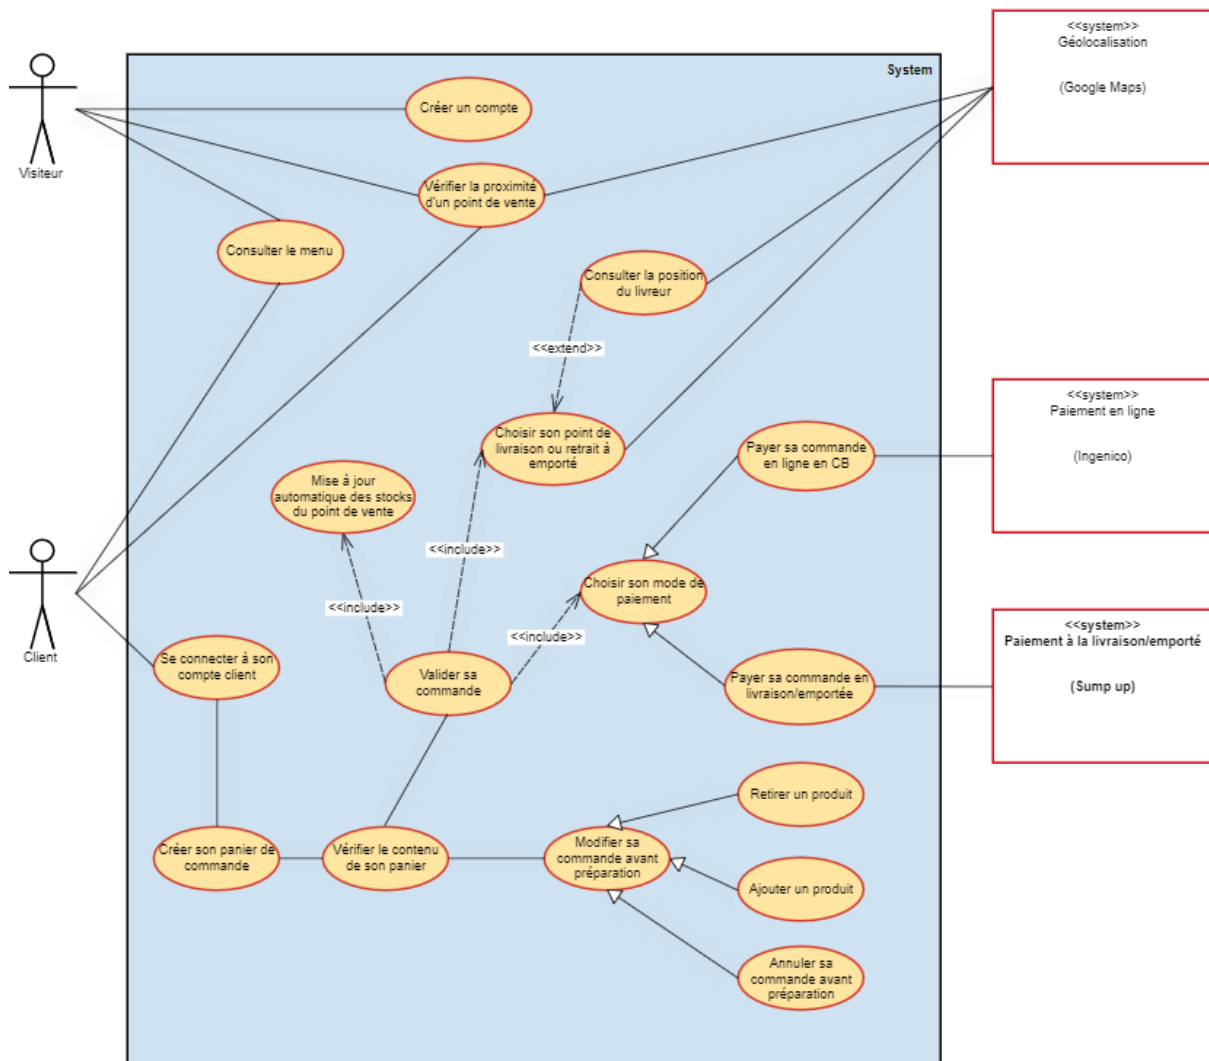 <<system>>
Géolocalisation
(Google Maps)
System
Visiteur
Créer un compte
Vérifier la proximité
d'un point de vente
Consulter le menu
Consulter la position
du livreur
<<extend>>
<<system>>
Paiement en ligne
(Ingenico)
Choisir son point de
livraison ou retrait à
emporté
Payer sa commande
en ligne en CB
Mise à jour
automatique des stocks
du point de vente
<<include>>
Choisir son mode de
paiement
<<include>>
<<include>>
<<system>>
Paiement à la livraison/emporté
(Sump up)
Client
Se connecter à son
compte client
Valider sa
commande
Payer sa commande en
livraison/emportée
Retirer un produit
Créer son panier de
commande
Vérifier le contenu
de son panier
Modifier sa
commande avant
préparation
Ajouter un produit
Annuler sa
commande avant
préparation